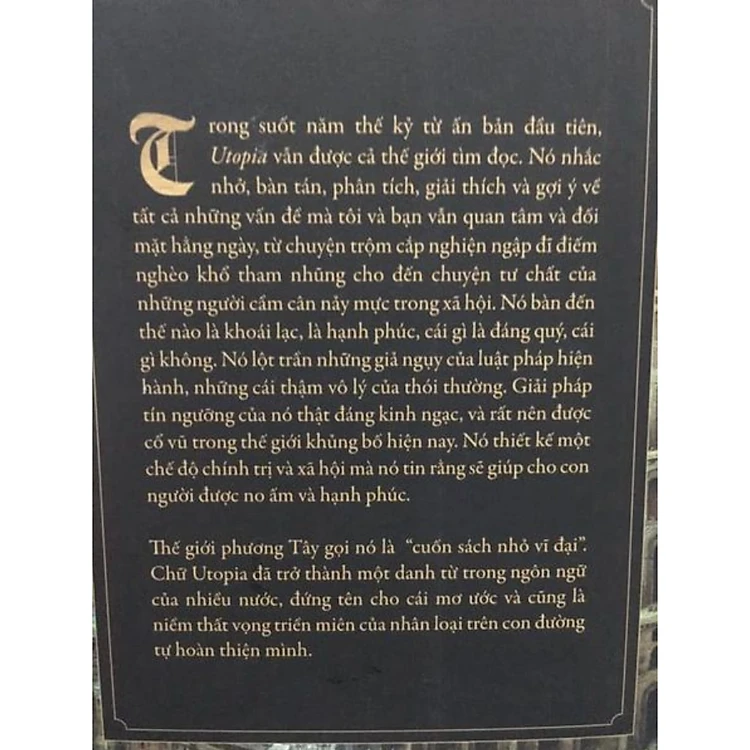 Trong suốt năm thế kỷ từ ấn bản đầu tiên,
Utopia vẫn được cả thế giới tìm đọc. Nó nhắc
nhở, bàn tán, phân tích, giải thích và gợi ý về
tất cả những vấn đề mà tôi và bạn vẫn quan tâm và đối
mặt hằng ngày, từ chuyện trộm cắp nghiện ngập đĩ điếm
nghèo khổ tham nhũng cho đến chuyện tư chất của
những người cầm cân nảy mực trong xã hội. Nó bàn đến
thế nào là khoái lạc, là hạnh phúc, cái gì là đáng quý, cái
gì không. Nó lột trần những giả ngụy của luật pháp hiện
hành, những cái thậm vô lý của thói thường. Giải pháp
tín ngưỡng của nó thật đáng kinh ngạc, và rất nên được
cổ vũ trong thế giới khủng bố hiện nay. Nó thiết kế một
chế độ chính trị và xã hội mà nó tin rằng sẽ giúp cho con
người được no ấm và hạnh phúc.
Thế giới phương Tây gọi nó là “cuốn sách nhỏ vĩ đại”.
Chữ Utopia đã trở thành một danh từ trong ngôn ngữ
của nhiều nước, đứng tên cho cái mơ ước và cũng là
niềm thất vọng triền miên của nhân loại trên con đường
tự hoàn thiện mình.